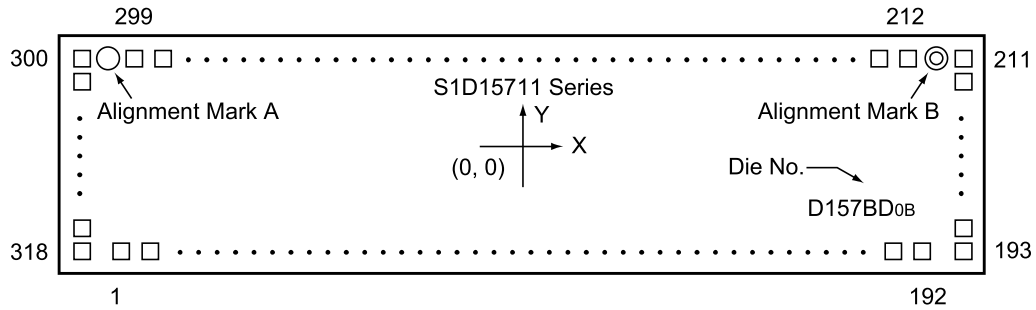 299 212
300 211
S1D15711 Series
Alignment Mark A Alignment Mark B
Y
X
(0, 0)
Die No.
D157BD0B
318 193
1 192